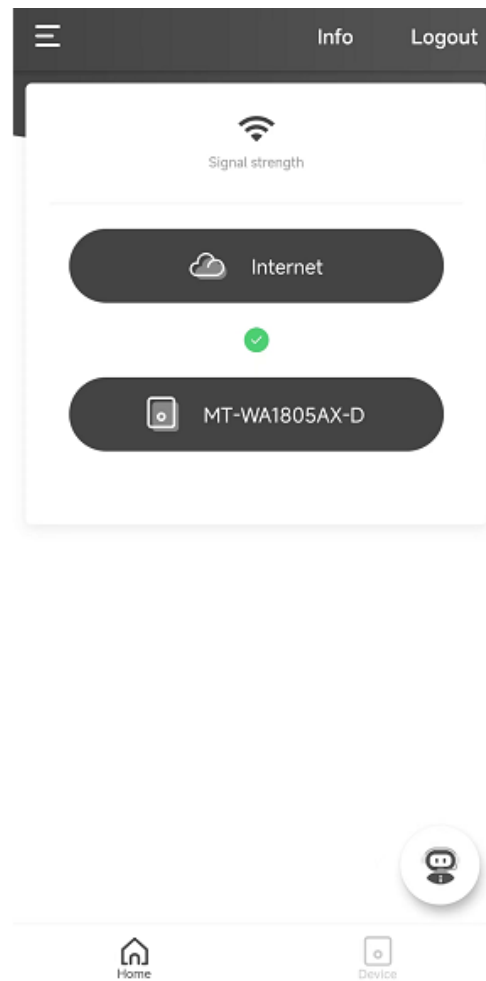 Info Logout
Signal strength
Internet
MT-WA1805AX-D
Home Device